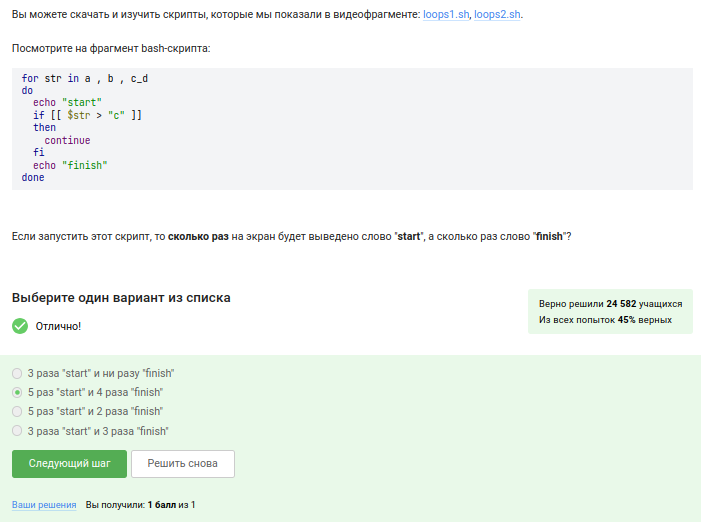 Вы можете скачать и изучить скрипты, которые мы показали в видеофрагменте: loops1.sh, loops2.sh.
Посмотрите на фрагмент bash-скрипта:
for str in a , b , c_d
do
  echo "start"
  if [[ $str > "c" ]]
  then
    continue
  fi
  echo "finish"
done
Если запустить этот скрипт, то сколько раз на экран будет выведено слово "start", а сколько раз слово "finish"?
Выберите один вариант из списка
Отлично!
Верно решили 24 582 учащихся
Из всех попыток 45% верных
3 раза "start" и ни разу "finish"
5 раз "start" и 4 раза "finish"
5 раз "start" и 2 раза "finish"
3 раза "start" и 3 раза "finish"
Следующий шаг
Решить снова
Ваши решения Вы получили: 1 балл из 1